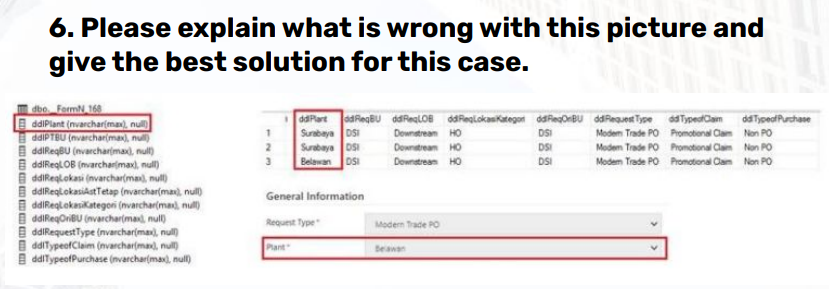 6. Please explain what is wrong with this picture and
give the best solution for this case.
dbo._FormN_168
ddlPlant (nvarchar(max), null)
ddlPTBU (nvarchar(max), null)
ddlReqBU (nvarchar(max), null)
ddlReqLOB (nvarchar(max), null)
ddlReqLokasi (nvarchar(max), null)
ddlReqLokasiAstTetap (nvarchar(max), null)
ddlReqLokasiKategori (nvarchar(max), null)
ddlReqOriBU (nvarchar(max), null)
ddlRequestType (nvarchar(max), null)
ddlTypeofClaim (nvarchar(max), null)
ddlTypeofPurchase (nvarchar(max), null)
ddlPlant ddlReqBU ddlReqLOB ddlReqLokasiKategori ddlReqOriBU ddlRequestType ddlTypeofClaim ddlTypeofPurchase
1 Surabaya DSI Downstream HO DSI Modern Trade PO Promotional Claim Non PO
2 Surabaya DSI Downstream HO DSI Modern Trade PO Promotional Claim Non PO
3 Belawan DSI Downstream HO DSI Modern Trade PO Promotional Claim Non PO
General Information
Request Type * Modern Trade PO
Plant * Belawan